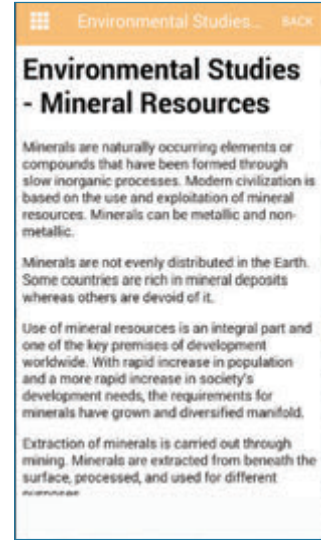 Environmental Studies... BACK
Environmental Studies
- Mineral Resources
Minerals are naturally occurring elements or
compounds that have been formed through
slow inorganic processes. Modern civilization is
based on the use and exploitation of mineral
resources. Minerals can be metallic and non-
metallic.
Minerals are not evenly distributed in the Earth.
Some countries are rich in mineral deposits
whereas others are devoid of it.
Use of mineral resources is an integral part and
one of the key premises of development
worldwide. With rapid increase in population
and a more rapid increase in society's
development needs, the requirements for
minerals have grown and diversified manifold.
Extraction of minerals is carried out through
mining. Minerals are extracted from beneath the
surface, processed, and used for different